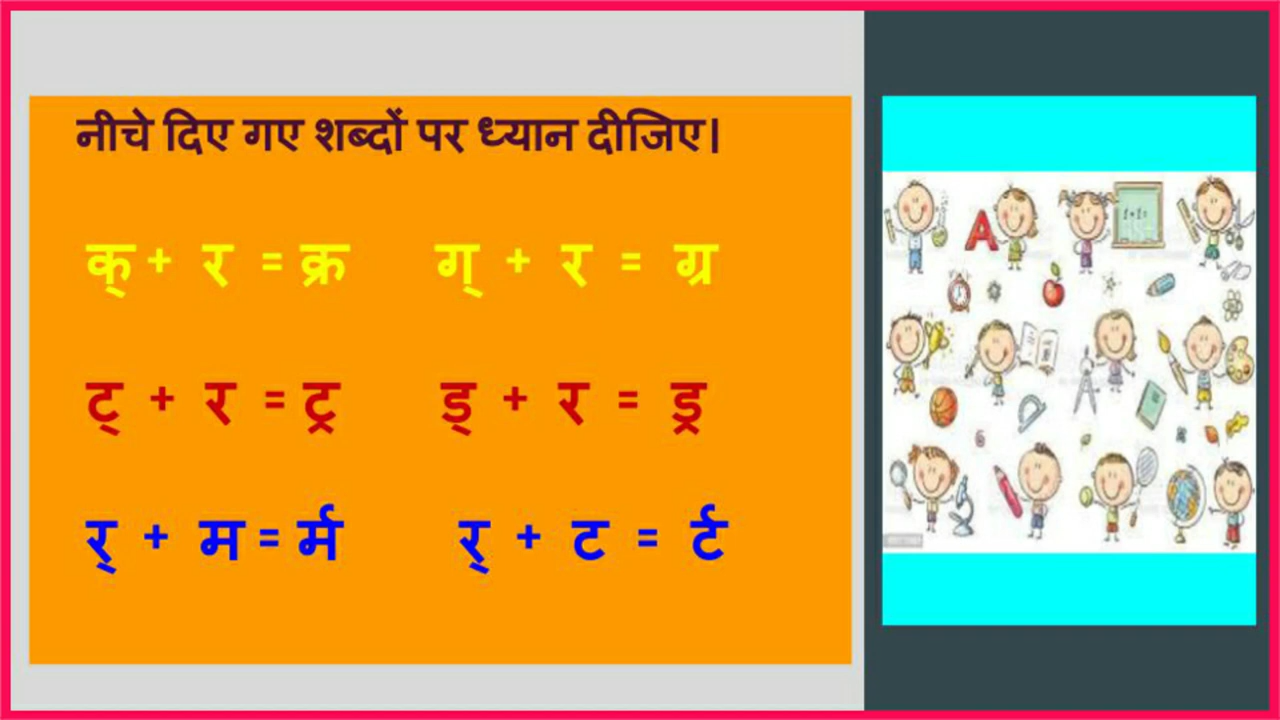 नीचे दिए गए शब्दों पर ध्यान दीजिए।
क् + र = क्र ग् + र = ग्र
ट् + र = ट्र ड् + र = ड्र
र् + म = र्म र् + ट = र्ट
A